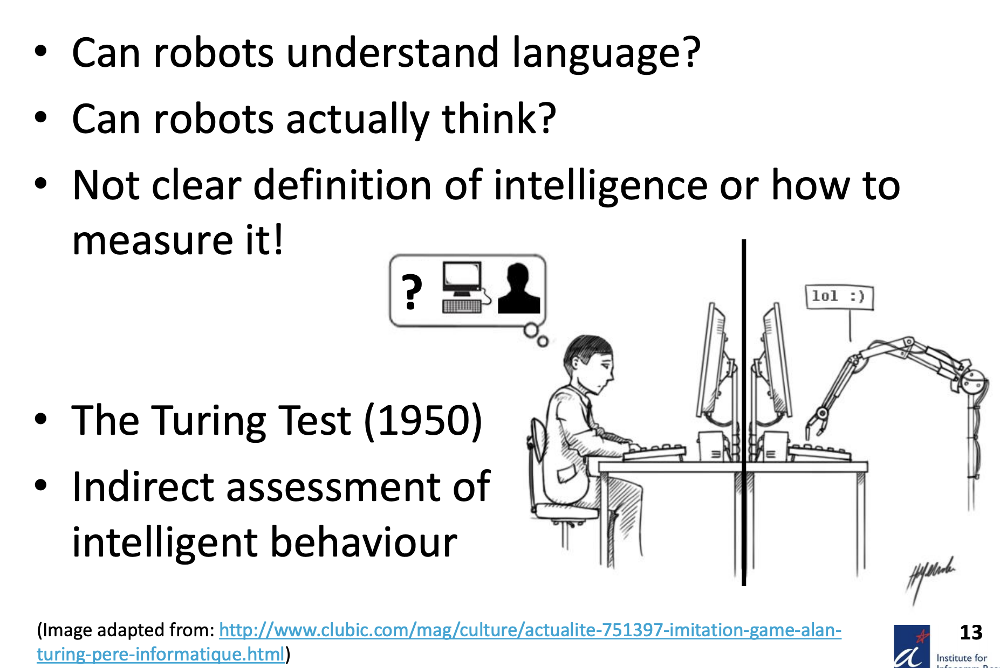 • Can robots understand language?
• Can robots actually think?
• Not clear definition of intelligence or how to
measure it!
?
lol :)
• The Turing Test (1950)
• Indirect assessment of
intelligent behaviour
(Image adapted from: http://www.clubic.com/mag/culture/actualite-751397-imitation-game-alan-
turing-pere-informatique.html)
13
Institute for